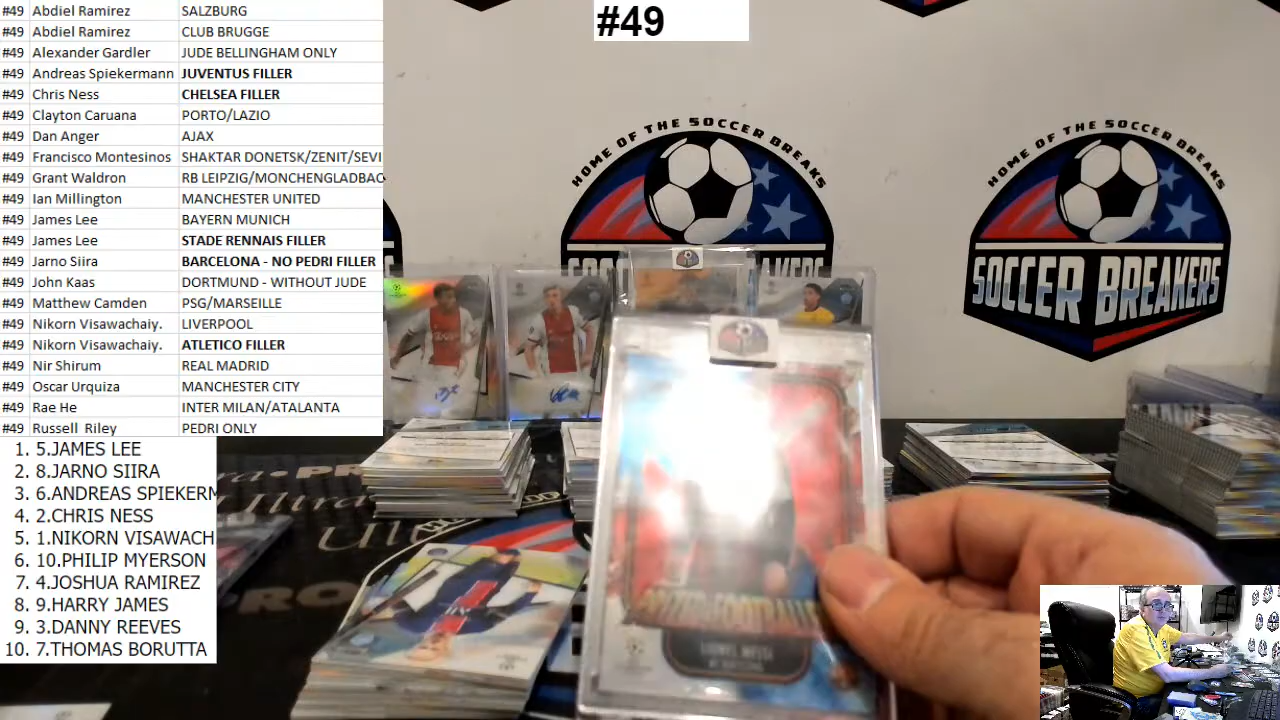 #49 Abdiel Ramirez SALZBURG
#49 Abdiel Ramirez CLUB BRUGGE
#49 Alexander Gardler JUDE BELLINGHAM ONLY
#49 Andreas Spiekermann JUVENTUS FILLER
#49 Chris Ness CHELSEA FILLER
#49 Clayton Caruana PORTO/LAZIO
#49 Dan Anger AJAX
#49 Francisco Montesinos SHAKTAR DONETSK/ZENIT/SEVI
#49 Grant Waldron RB LEIPZIG/MONCHENGLADBAC
#49 Ian Millington MANCHESTER UNITED
#49 James Lee BAYERN MUNICH
#49 James Lee STADE RENNAIS FILLER
#49 Jarno Siira BARCELONA - NO PEDRI FILLER
#49 John Kaas DORTMUND - WITHOUT JUDE
#49 Matthew Camden PSG/MARSEILLE
#49 Nikorn Visawachaiy. LIVERPOOL
#49 Nikorn Visawachaiy. ATLETICO FILLER
#49 Nir Shirum REAL MADRID
#49 Oscar Urquiza MANCHESTER CITY
#49 Rae He INTER MILAN/ATALANTA
#49 Russell Riley PEDRI ONLY
1. 5.JAMES LEE
2. 8.JARNO SIIRA
3. 6.ANDREAS SPIEKERM
4. 2.CHRIS NESS
5. 1.NIKORN VISAWACH
6. 10.PHILIP MYERSON
7. 4.JOSHUA RAMIREZ
8. 9.HARRY JAMES
9. 3.DANNY REEVES
10. 7.THOMAS BORUTTA
#49
HOME OF THE SOCCER BREAKS
HOME OF THE SOCCER BREAKS
SOCCER BREAKERS
LIONEL MESSI